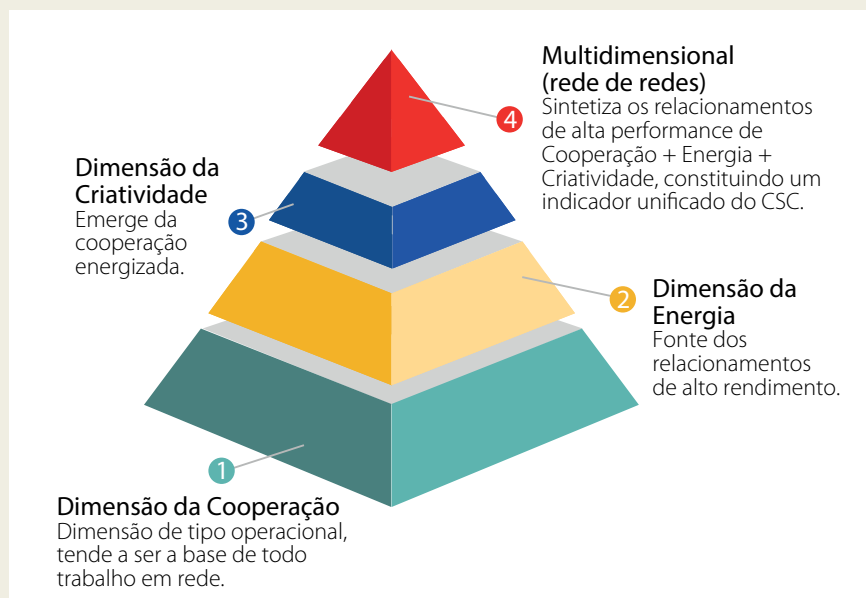 4
Multidimensional
(rede de redes)
Sintetiza os relacionamentos
de alta performance de
Cooperação + Energia +
Criatividade, constituindo um
indicador unificado do CSC.
Dimensão da
Criatividade
Emerge da
cooperação
energizada.
3
2
Dimensão da
Energia
Fonte dos
relacionamentos
de alto rendimento.
1
Dimensão da Cooperação
Dimensão de tipo operacional,
tende a ser a base de todo
trabalho em rede.